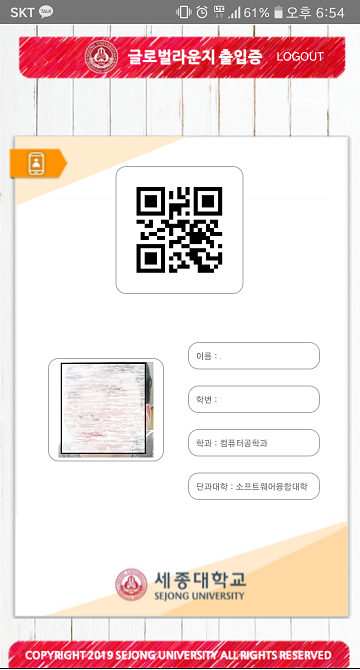 SKT TALK 61% 오후 6:54
글로벌라운지 출입증 LOGOUT
이름 :
학번 :
학과 : 컴퓨터공학과
단과대학 : 소프트웨어융합대학
세종대학교
SEJONG UNIVERSITY
COPYRIGHT 2019 SEJONG UNIVERSITY ALL RIGHTS RESERVED